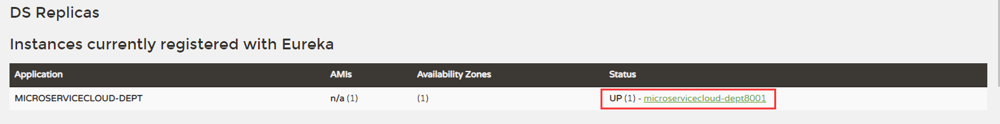 DS Replicas
Instances currently registered with Eureka
Application AMIs Availability Zones Status
MICROSERVICECLOUD-DEPT n/a (1) (1) UP (1) - microservicecloud-dept8001